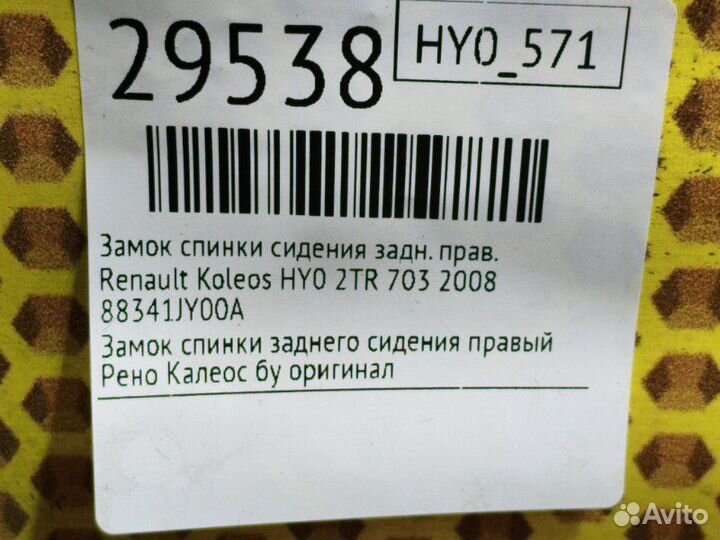 29538
HY0_571
Замок спинки сидения задн. прав.
Renault Koleos HY0 2TR 703 2008
88341JY00A
Замок спинки заднего сидения правый
Рено Калеос бу оригинал
Avito